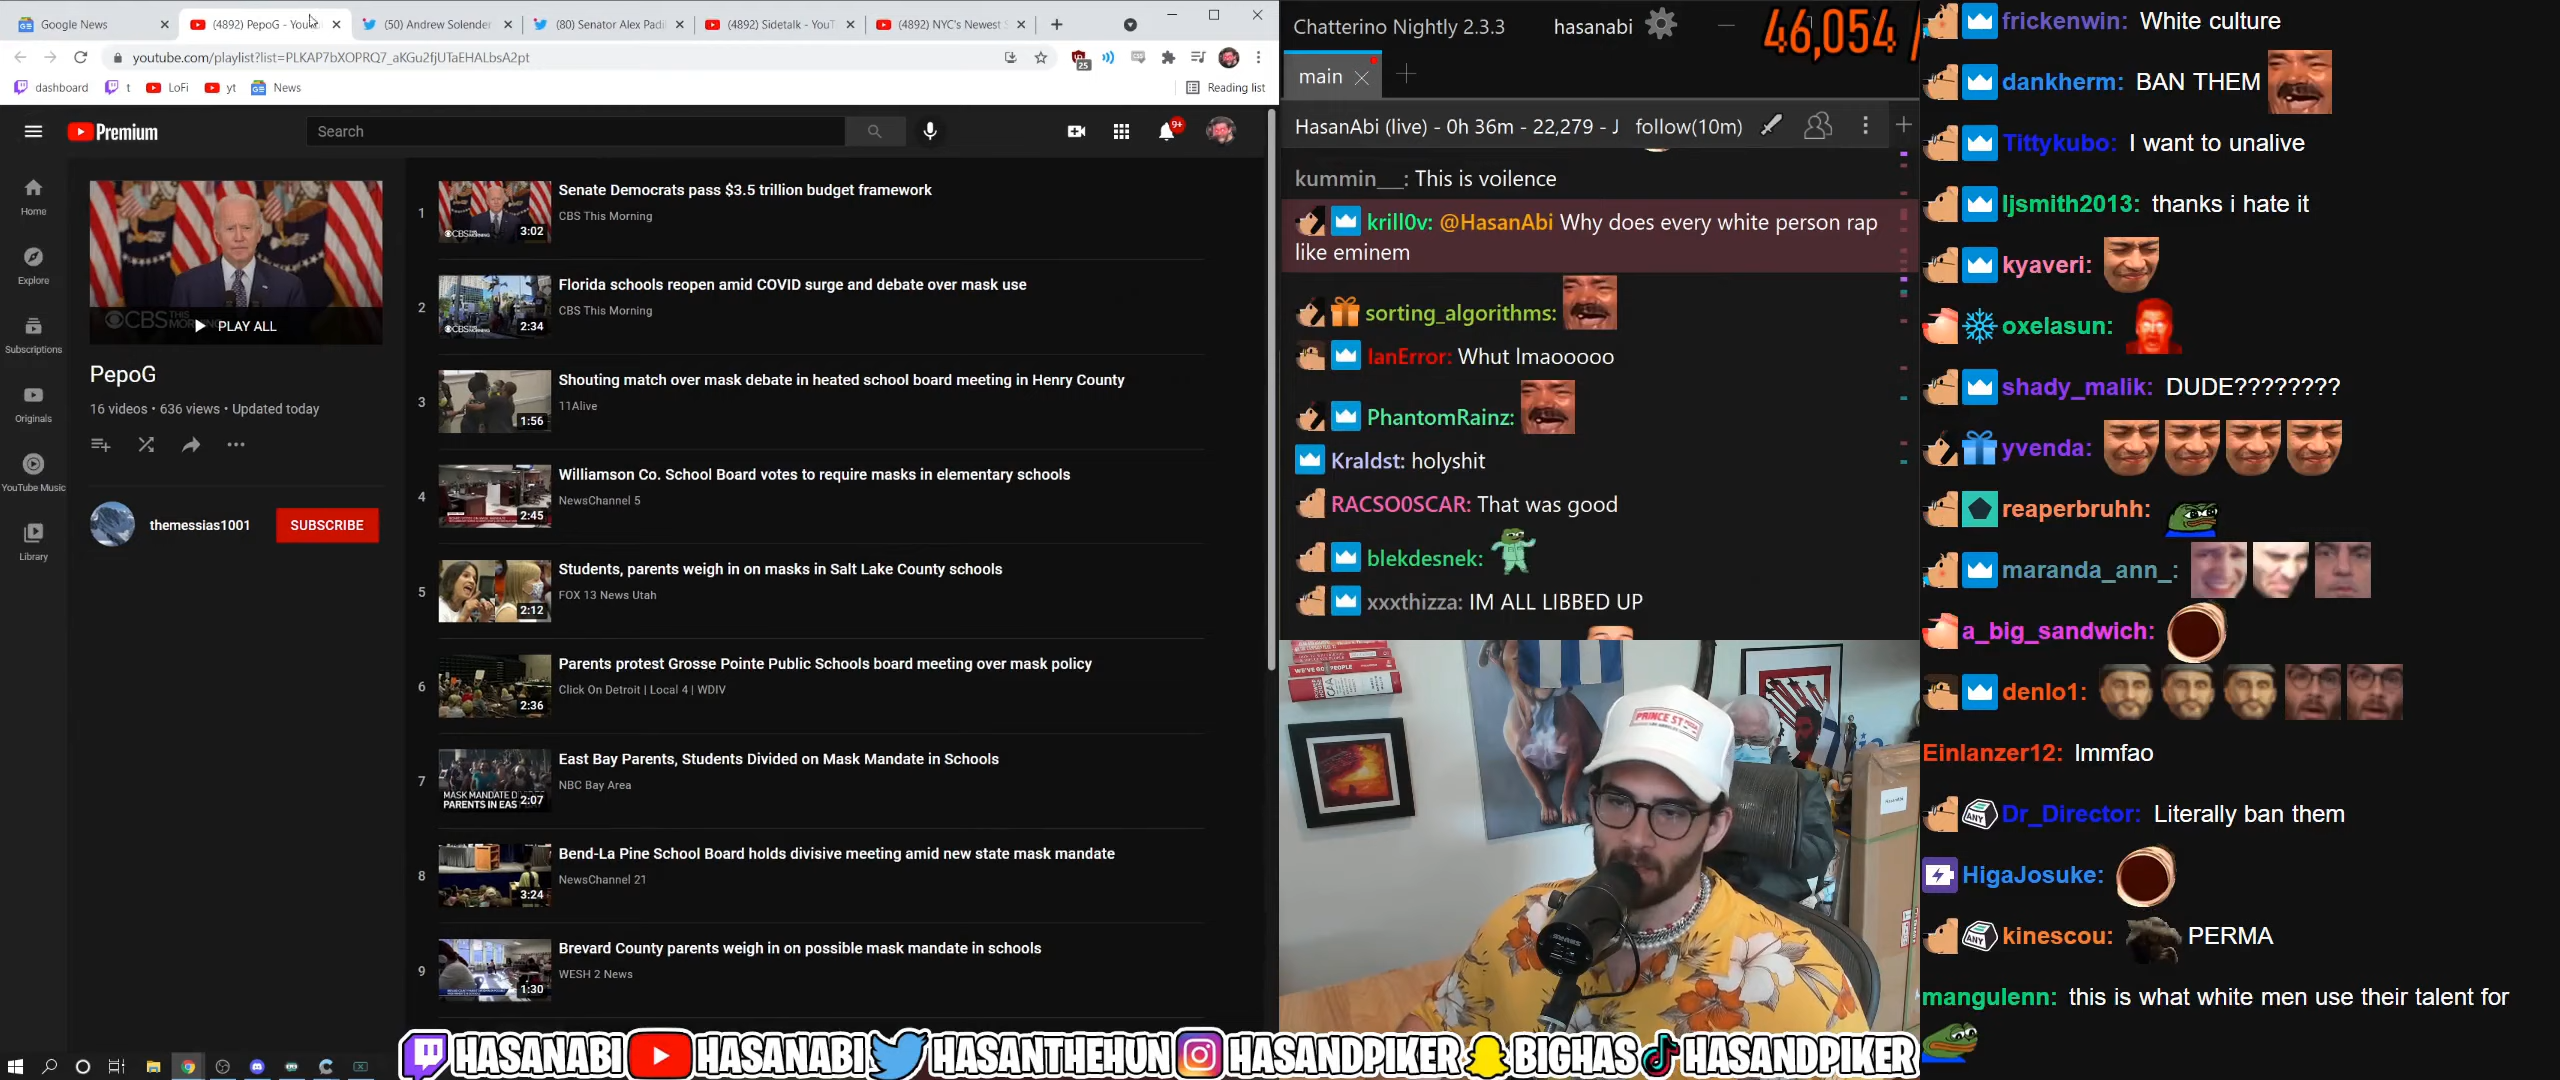 Google News
(4892) PepoG - You
(50) Andrew Solender
(80) Senator Alex Padi
(4892) Sidetalk - YouT
(4892) NYC's Newest S
youtube.com/playlist?list=PLKAP7bXOPRQ7_aKGu2fjUTaEHALbsA2pt
25
dashboard
t
LoFi
yt
News
Reading list
Premium
Search
9+
Home
Explore
Subscriptions
Originals
YouTube Music
Library
CBS THIS
PLAY ALL
PepoG
16 videos • 636 views • Updated today
themessias1001
SUBSCRIBE
1
3:02
Senate Democrats pass $3.5 trillion budget framework
CBS This Morning
2
2:34
Florida schools reopen amid COVID surge and debate over mask use
CBS This Morning
3
1:56
Shouting match over mask debate in heated school board meeting in Henry County
11Alive
4
2:45
Williamson Co. School Board votes to require masks in elementary schools
NewsChannel 5
5
2:12
Students, parents weigh in on masks in Salt Lake County schools
FOX 13 News Utah
6
2:36
Parents protest Grosse Pointe Public Schools board meeting over mask policy
Click On Detroit | Local 4 | WDIV
7
MASK MANDATE D
PARENTS IN EAS
2:07
East Bay Parents, Students Divided on Mask Mandate in Schools
NBC Bay Area
8
3:24
Bend-La Pine School Board holds divisive meeting amid new state mask mandate
NewsChannel 21
9
1:30
Brevard County parents weigh in on possible mask mandate in schools
WESH 2 News
Chatterino Nightly 2.3.3
hasanabi
46,054 /
main
HasanAbi (live) - 0h 36m - 22,279 - J
follow(10m)
kummin__: This is voilence
krill0v: @HasanAbi Why does every white person rap
like eminem
sorting_algorithms:
IanError: Whut lmaooooo
PhantomRainz:
Kraldst: holyshit
RACSO0SCAR: That was good
blekdesnek:
xxxthizza: IM ALL LIBBED UP
PRINCE ST
frickenwin: White culture
dankherm: BAN THEM
Tittykubo: I want to unalive
ljsmith2013: thanks i hate it
kyaveri:
oxelasun:
shady_malik: DUDE????????
yvenda:
reaperbruhh:
maranda_ann_:
a_big_sandwich:
denlo1:
Einlanzer12: lmmfao
Dr_Director: Literally ban them
HigaJosuke:
kinescou: PERMA
mangulenn: this is what white men use their talent for
HASANABI
HASANABI
HASANTHEHUN
HASANDPIKER
BIGHAS
HASANDPIKER